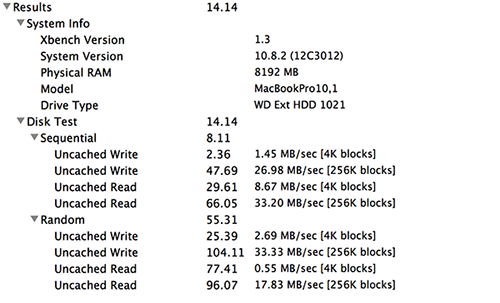 Results 14.14
System Info
Xbench Version 1.3
System Version 10.8.2 (12C3012)
Physical RAM 8192 MB
Model MacBookPro10,1
Drive Type WD Ext HDD 1021
Disk Test 14.14
Sequential 8.11
Uncached Write 2.36 1.45 MB/sec [4K blocks]
Uncached Write 47.69 26.98 MB/sec [256K blocks]
Uncached Read 29.61 8.67 MB/sec [4K blocks]
Uncached Read 66.05 33.20 MB/sec [256K blocks]
Random 55.31
Uncached Write 25.39 2.69 MB/sec [4K blocks]
Uncached Write 104.11 33.33 MB/sec [256K blocks]
Uncached Read 77.41 0.55 MB/sec [4K blocks]
Uncached Read 96.07 17.83 MB/sec [256K blocks]